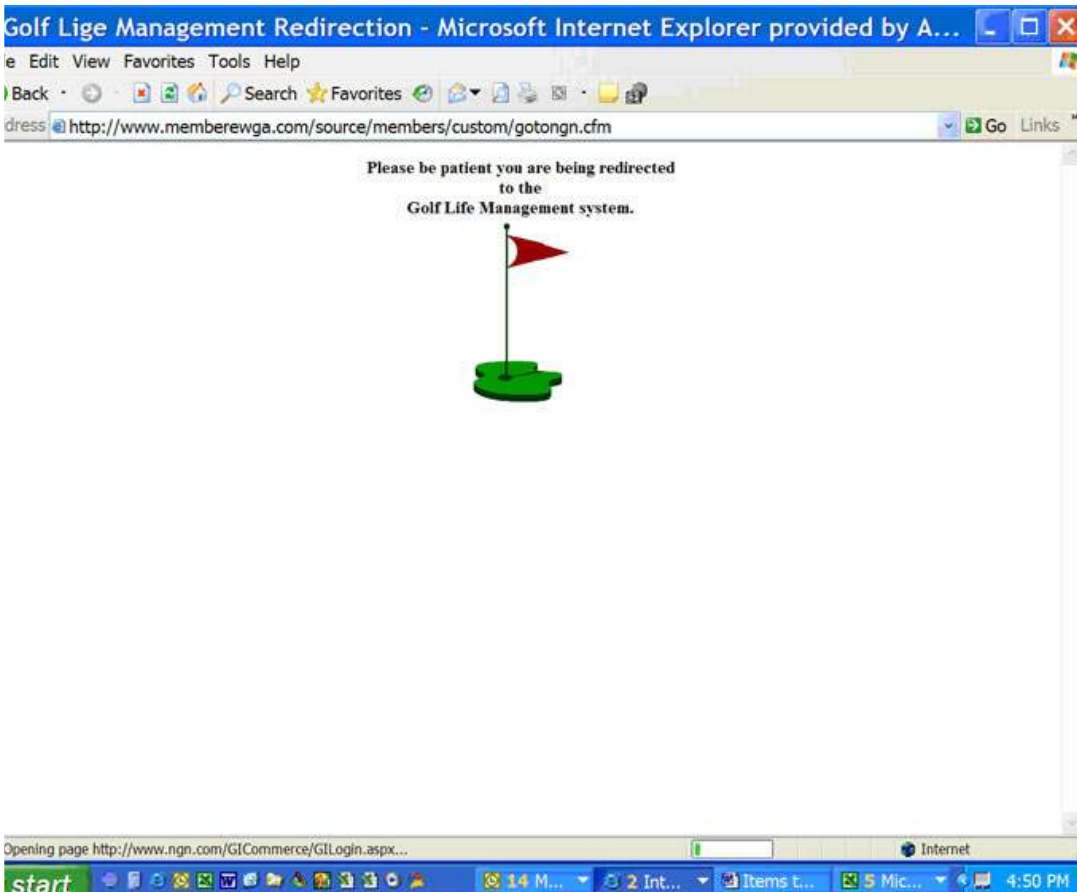 Golf Lige Management Redirection - Microsoft Internet Explorer provided by A...
e Edit View Favorites Tools Help
Back Search Favorites
dress http://www.memberewga.com/source/members/custom/gotongn.cfm Go Links "
Please be patient you are being redirected
to the
Golf Life Management system.
Opening page http://www.ngn.com/GICommerce/GILogin.aspx... Internet
start 14 M... 2 Int... Items t... 5 Mic... 4:50 PM